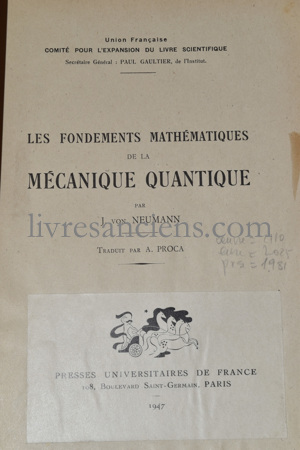 Union Française
COMITÉ POUR L'EXPANSION DU LIVRE SCIENTIFIQUE
Secrétaire Général : PAUL GAULTIER, de l'Institut.
LES FONDEMENTS MATHÉMATIQUES
DE LA
MÉCANIQUE QUANTIQUE
PAR
J. VON NEUMANN
livresanciens.com
TRADUIT PAR A. PROCA
= 1981
PRESSES UNIVERSITAIRES DE FRANCE
108, BOULEVARD SAINT-GERMAIN, PARIS
1947